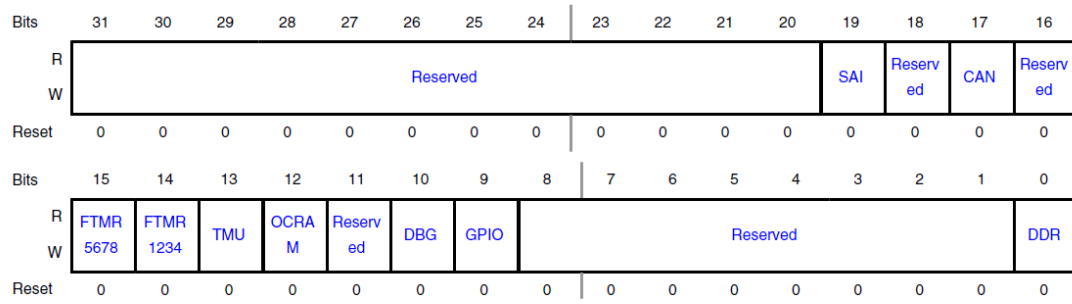 Bits 31 30 29 28 27 26 25 24 23 22 21 20 19 18 17 16
R
W
Reserved SAI Reserv
ed CAN Reserv
ed
Reset 0 0 0 0 0 0 0 0 0 0 0 0 0 0 0 0
Bits 15 14 13 12 11 10 9 8 7 6 5 4 3 2 1 0
R
W
FTMR
5678 FTMR
1234 TMU OCRA
M Reserv
ed DBG GPIO Reserved DDR
Reset 0 0 0 0 0 0 0 0 0 0 0 0 0 0 0 0